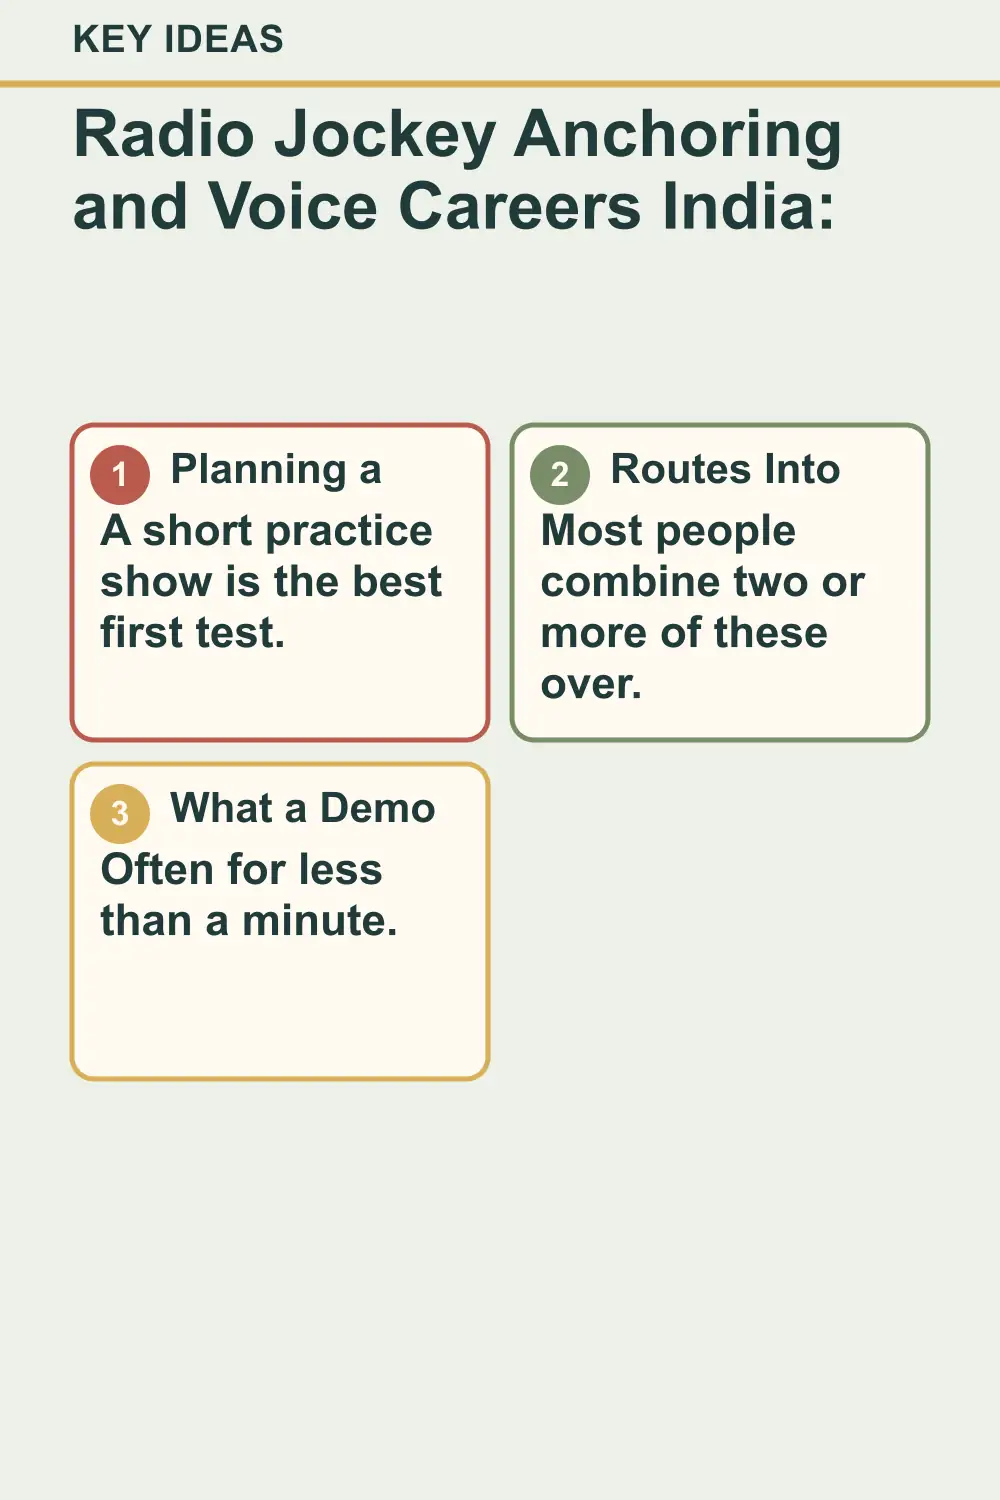 KEY IDEAS
Radio Jockey Anchoring
and Voice Careers India:
1 Planning a
A short practice
show is the best
first test.
2 Routes Into
Most people
combine two or
more of these
over.
3 What a Demo
Often for less
than a minute.